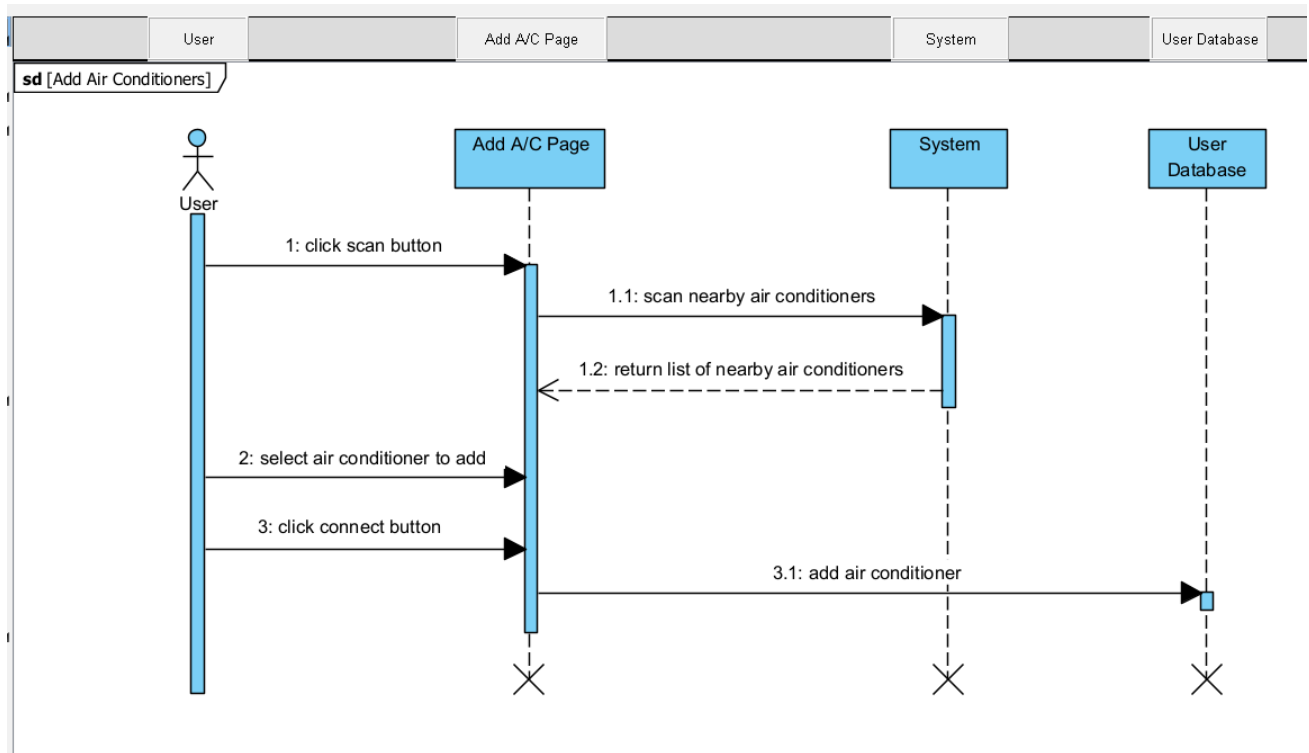 User
Add A/C Page
System
User Database
sd [Add Air Conditioners]
User
Add A/C Page
System
User
Database
1: click scan button
1.1: scan nearby air conditioners
1.2: return list of nearby air conditioners
2: select air conditioner to add
3: click connect button
3.1: add air conditioner